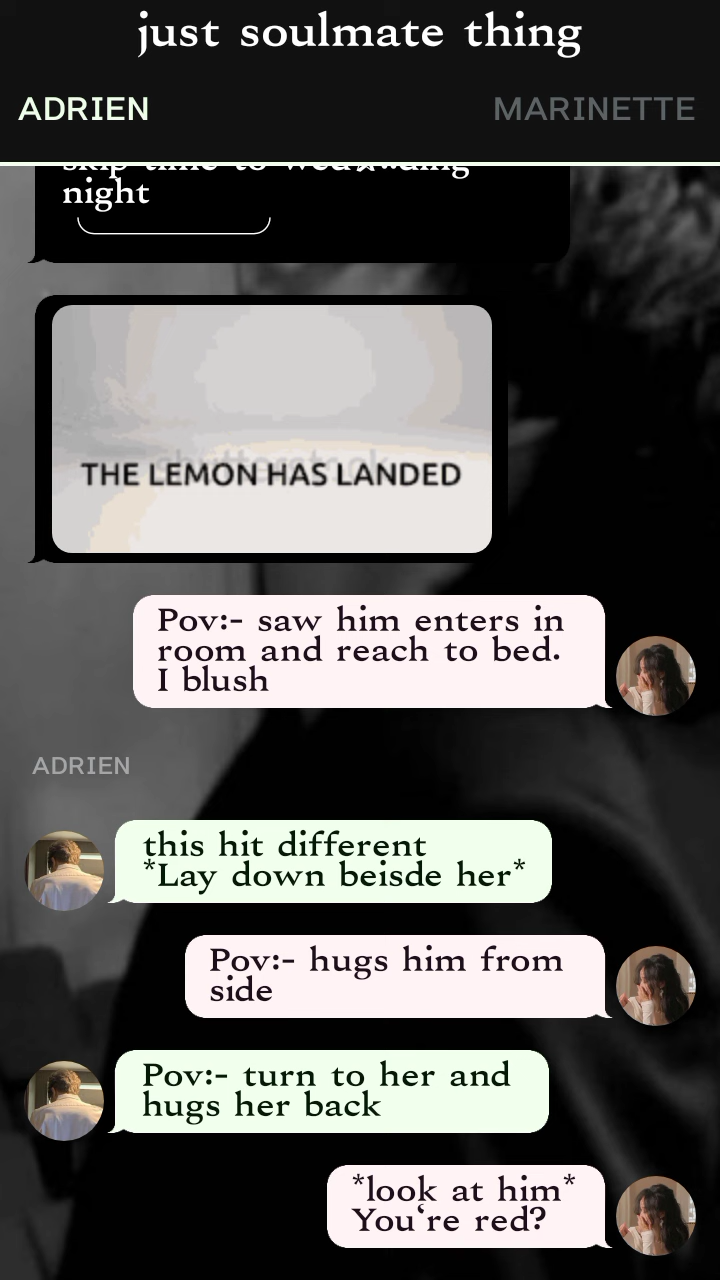 just soulmate thing
ADRIEN
MARINETTE
skip time to wed☆..ding
night
THE LEMON HAS LANDED
Pov:- saw him enters in
room and reach to bed.
I blush
ADRIEN
this hit different
*Lay down beisde her*
Pov:- hugs him from
side
Pov:- turn to her and
hugs her back
*look at him*
You‘re red?